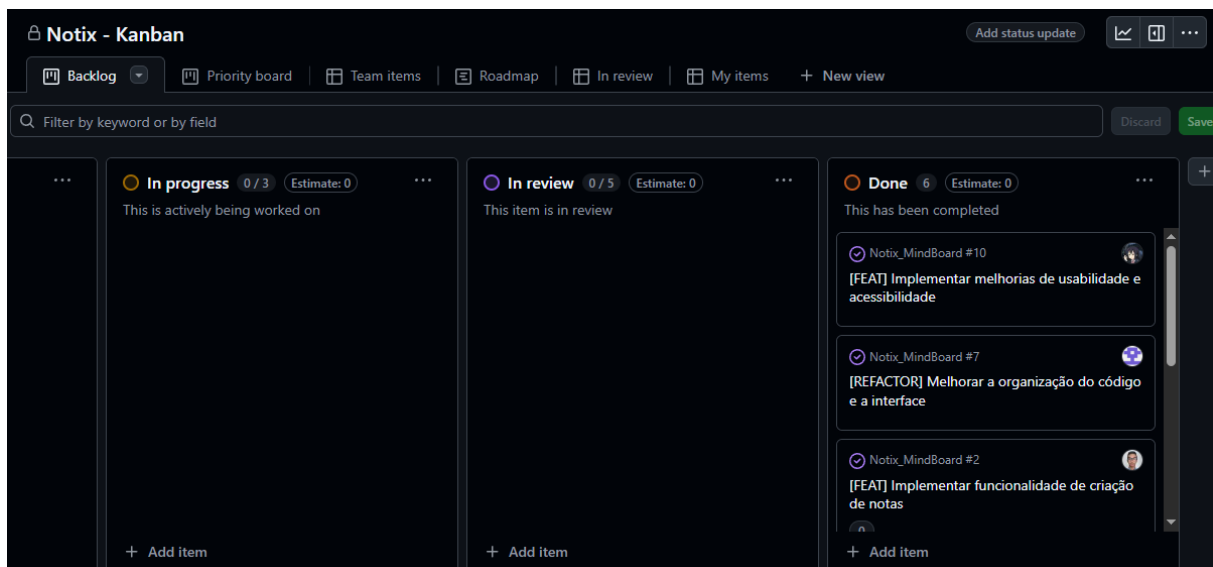 Notix - Kanban
Add status update
Backlog
Priority board
Team items
Roadmap
In review
My items
+ New view
Filter by keyword or by field
Discard
Save
In progress 0 / 3 Estimate: 0
This is actively being worked on
+ Add item
In review 0 / 5 Estimate: 0
This item is in review
+ Add item
Done 6 Estimate: 0
This has been completed
Notix_MindBoard #10
[FEAT] Implementar melhorias de usabilidade e
acessibilidade
Notix_MindBoard #7
[REFACTOR] Melhorar a organização do código
e a interface
Notix_MindBoard #2
[FEAT] Implementar funcionalidade de criação
de notas
+ Add item